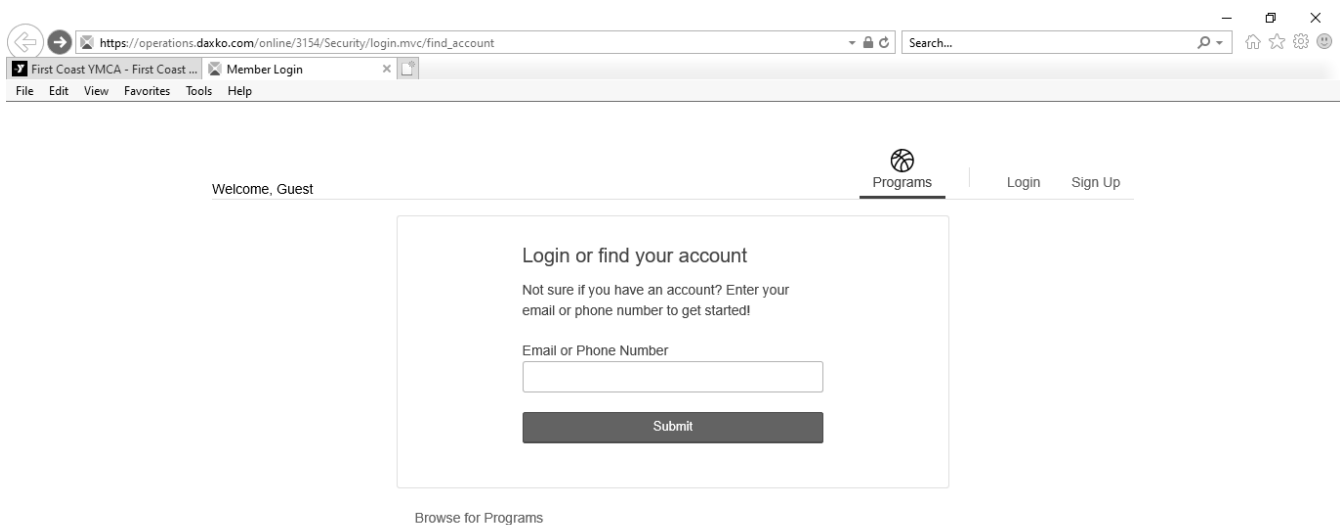 https://operations.daxko.com/online/3154/Security/login.mvc/find_account
Search...
First Coast YMCA - First Coast ...
Member Login
File Edit View Favorites Tools Help
Programs
Login
Sign Up
Welcome, Guest
Login or find your account
Not sure if you have an account? Enter your
email or phone number to get started!
Email or Phone Number
Submit
Browse for Programs